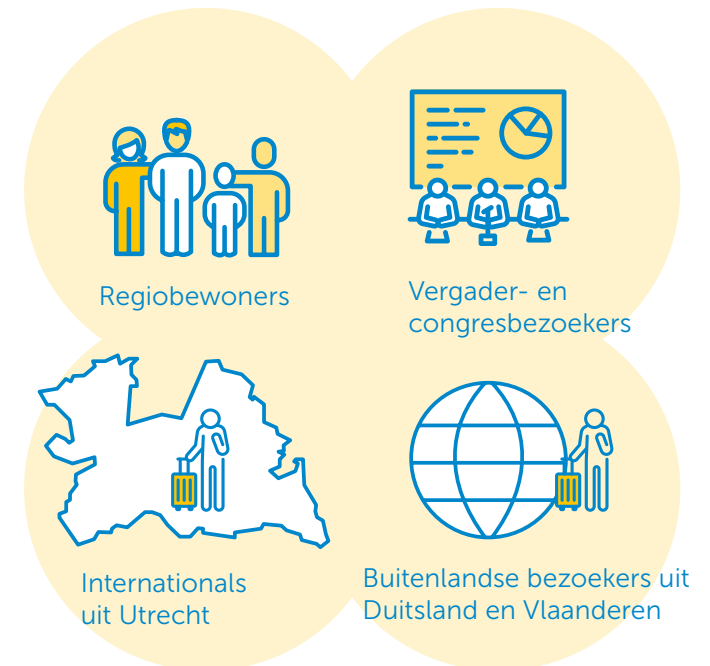 Regiobewoners
Vergader- en
congresbezoekers
Internationals
uit Utrecht
Buitenlandse bezoekers uit
Duitsland en Vlaanderen